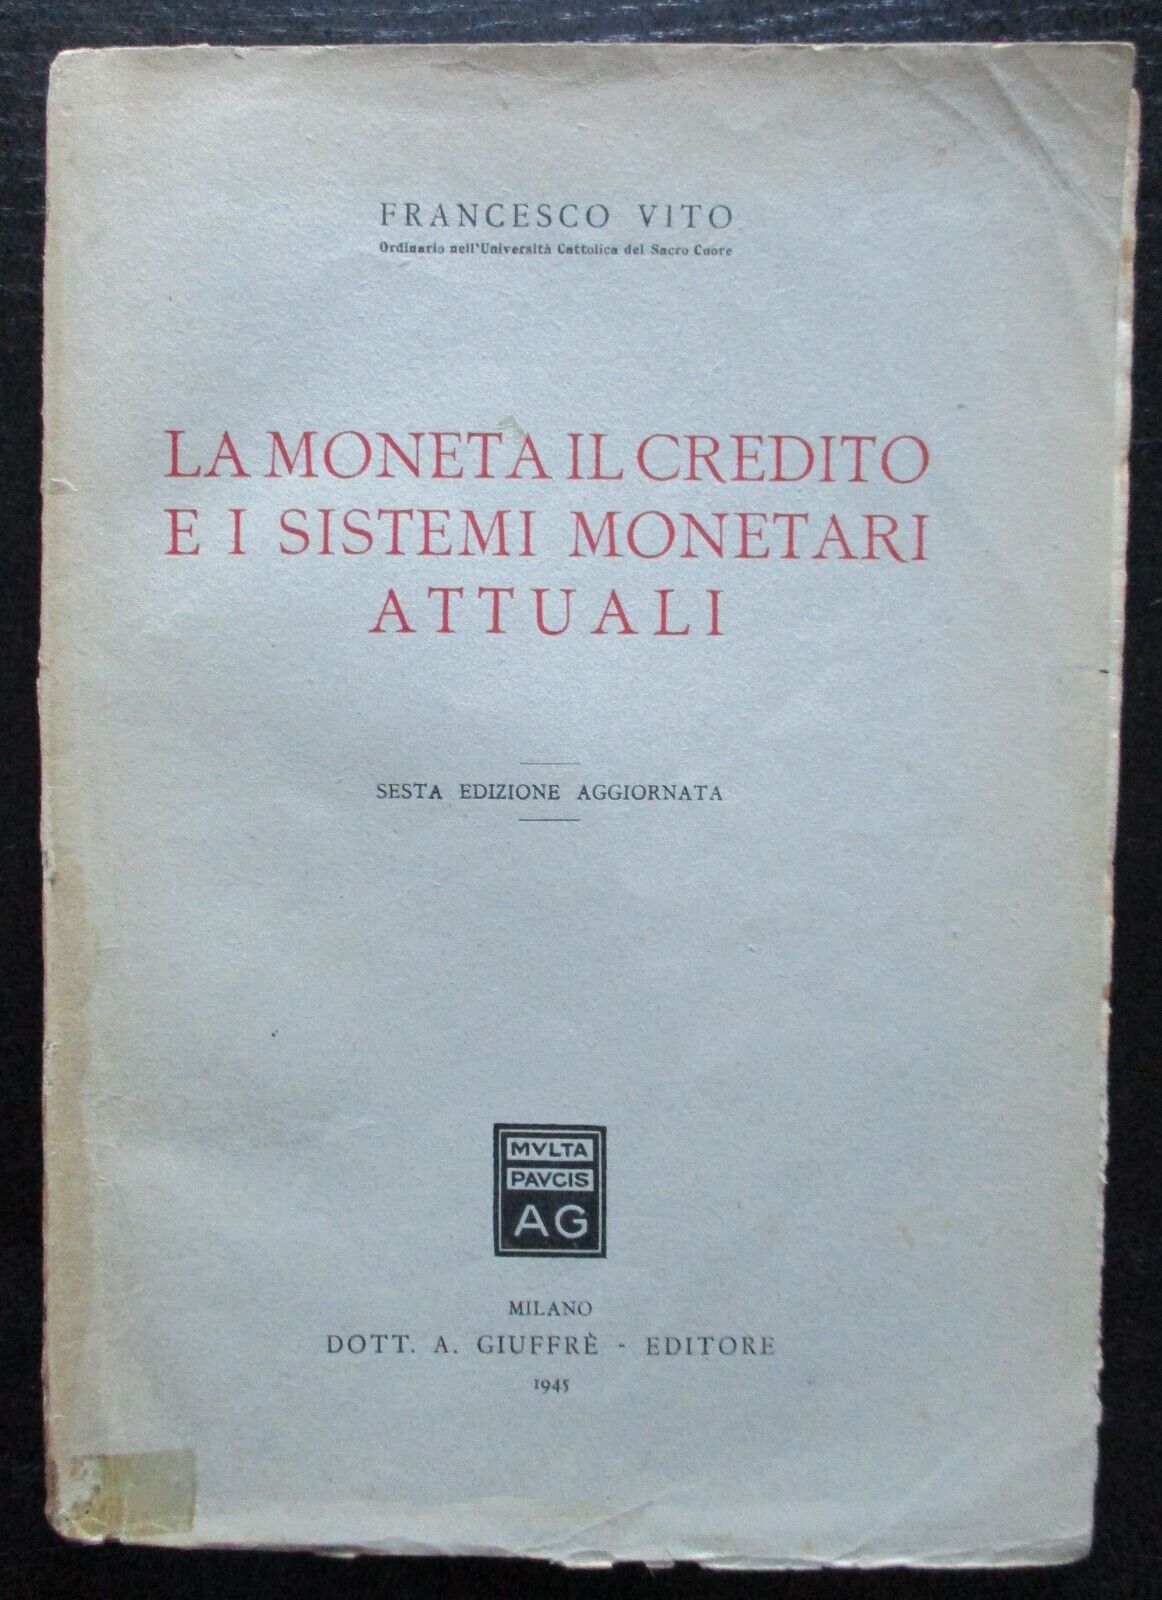 FRANCESCO VITO
Ordinario nell'Università Cattolica del Sacro Cuore
LA MONETA IL CREDITO
E I SISTEMI MONETARI
ATTUALI
SESTA EDIZIONE AGGIORNATA
MVLTA
PAVCIS
AG
MILANO
DOTT. A. GIUFFRÈ - EDITORE
1945